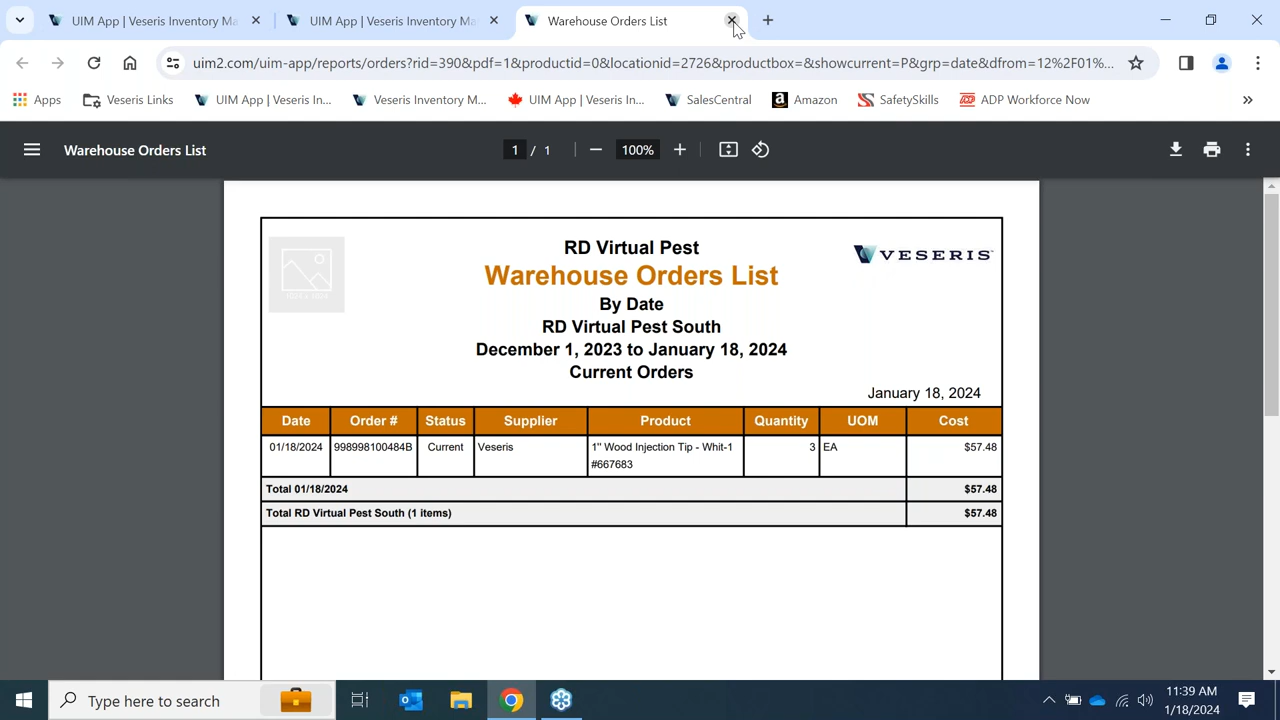 UIM App | Veseris Inventory Ma
UIM App | Veseris Inventory Ma
Warehouse Orders List
uim2.com/uim-app/reports/orders?rid=390&pdf=1&productid=0&locationid=2726&productbox=&showcurrent=P&grp=date&dfrom=12%2F01%...
Apps
Veseris Links
UIM App | Veseris In...
Veseris Inventory M...
UIM App | Veseris In...
SalesCentral
Amazon
SafetySkills
ADP Workforce Now
Warehouse Orders List
1 / 1
100%
RD Virtual Pest
VESERIS
Warehouse Orders List
By Date
RD Virtual Pest South
December 1, 2023 to January 18, 2024
Current Orders
January 18, 2024
Date Order # Status Supplier Product Quantity UOM Cost
01/18/2024 998998100484B Current Veseris 1" Wood Injection Tip - Whit-1 3 EA $57.48
#667683
Total 01/18/2024 $57.48
Total RD Virtual Pest South (1 items) $57.48
Type here to search
11:39 AM
1/18/2024